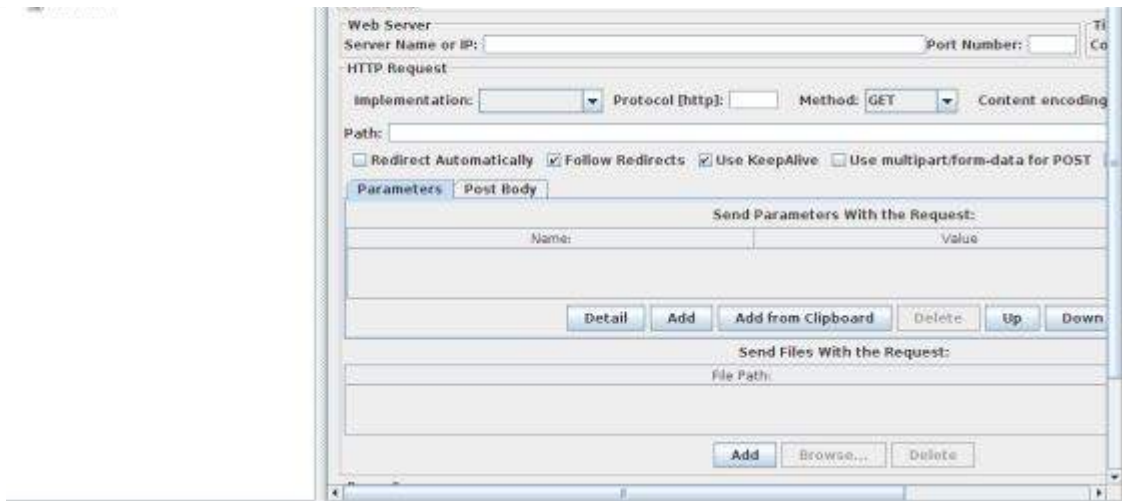 Web Server
Ti
Server Name or IP:
Port Number:
Co
HTTP Request
Implementation:
Protocol [http]:
Method: GET
Content encoding
Path:
Redirect Automatically
Follow Redirects
Use KeepAlive
Use multipart/form-data for POST
Parameters
Post Body
Send Parameters With the Request:
Name:
Value
Detail
Add
Add from Clipboard
Delete
Up
Down
Send Files With the Request:
File Path:
Add
Browse...
Delete